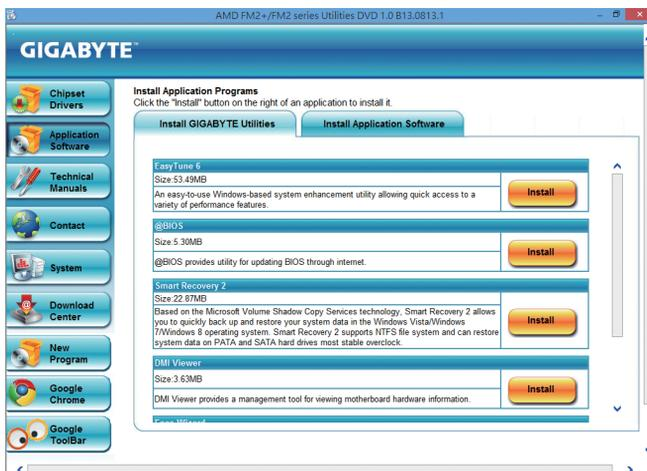 AMD FM2+/FM2 series Utilities DVD 1.0 B13.0813.1
GIGABYTE™
Chipset
Drivers
Application
Software
Technical
Manuals
Contact
System
Download
Center
New
Program
Google
Chrome
Google
ToolBar
Install Application Programs
Click the "Install" button on the right of an application to install it.
Install GIGABYTE Utilities
Install Application Software
EasyTune 6
Size:53.49MB
An easy-to-use Windows-based system enhancement utility allowing quick access to a
variety of performance features.
Install
@BIOS
Size:5.30MB
@BIOS provides utility for updating BIOS through internet.
Install
Smart Recovery 2
Size:22.87MB
Based on the Microsoft Volume Shadow Copy Services technology, Smart Recovery 2 allows
you to quickly back up and restore your system data in the Windows Vista/Windows
7/Windows 8 operating system. Smart Recovery 2 supports NTFS file system and can restore
system data on PATA and SATA hard drives most stable overclock.
Install
DMI Viewer
Size:3.63MB
DMI Viewer provides a management tool for viewing motherboard hardware information.
Install